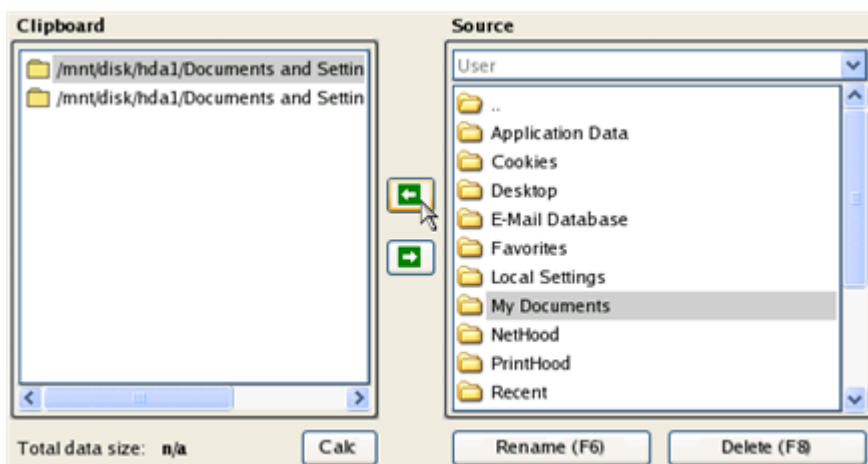 Clipboard
/mnt/disk/hda1/Documents and Settin
/mnt/disk/hda1/Documents and Settin
Total data size: n/a
Calc
Source
User
..
Application Data
Cookies
Desktop
E-Mail Database
Favorites
Local Settings
My Documents
NetHood
PrintHood
Recent
Rename (F6)
Delete (F8)